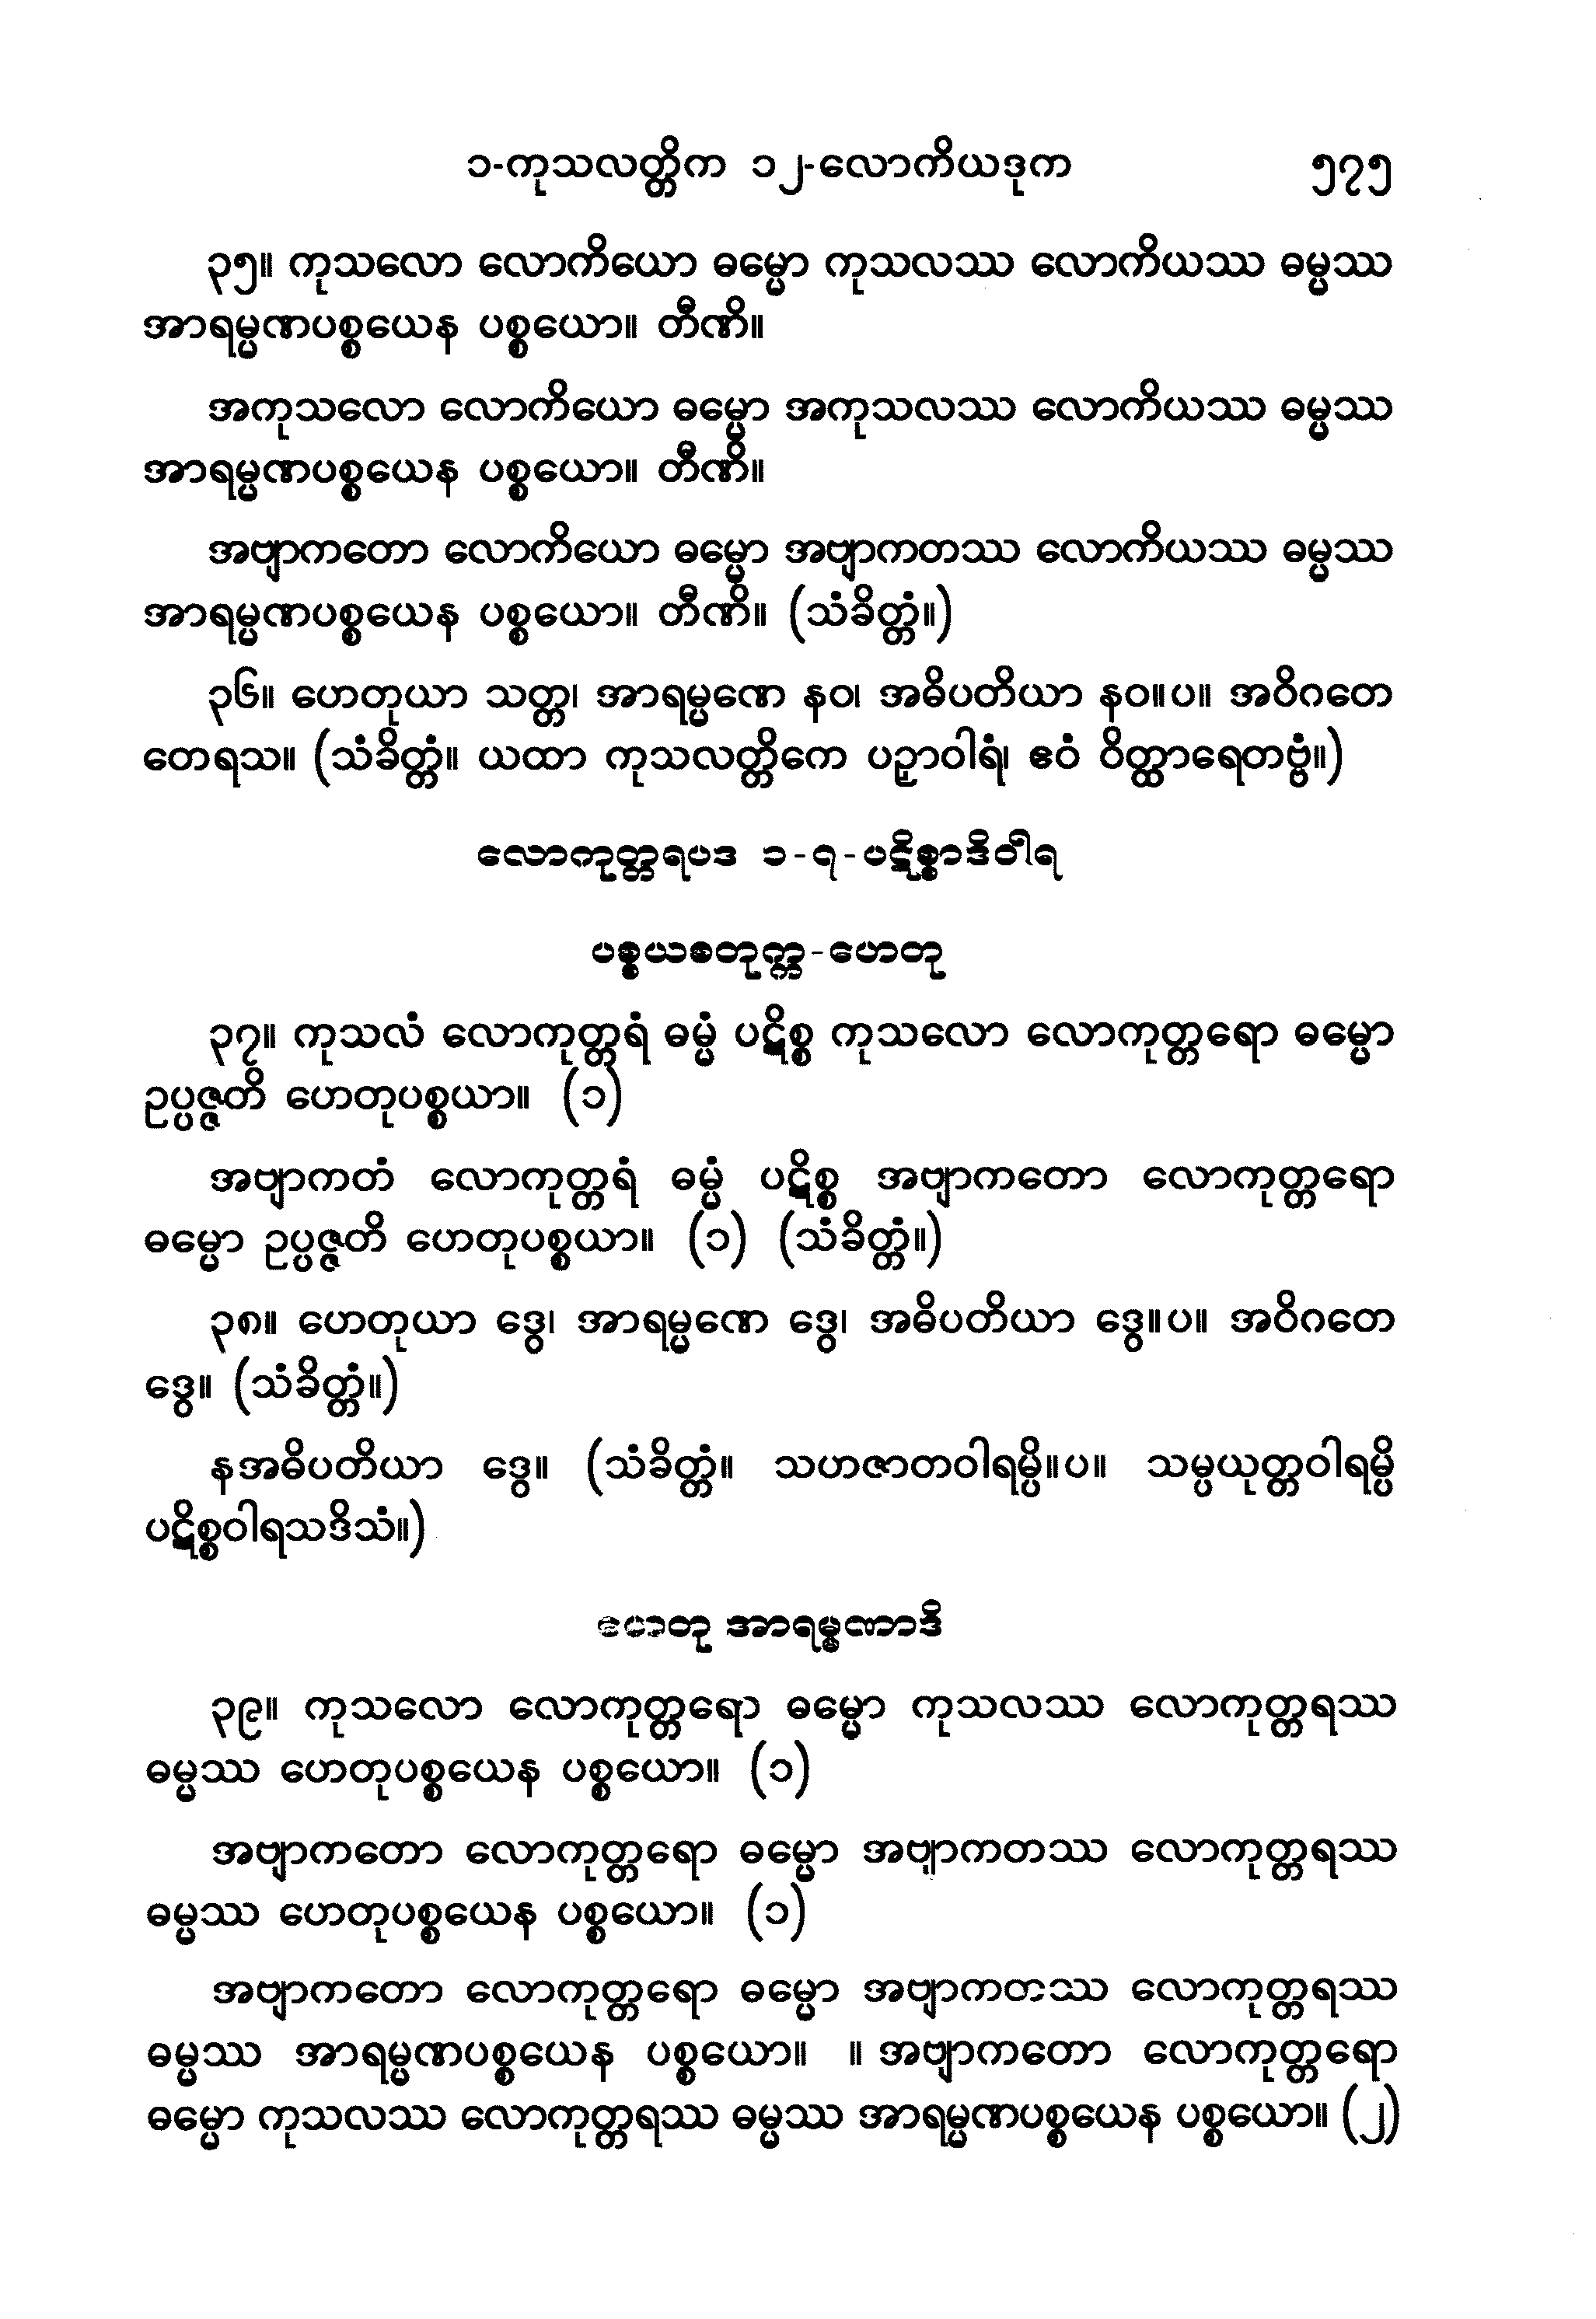 ၁-ကုသလတ္တိက ၁၂-လောကိယဒုက ၅၇၅
၃၅။ ကုသလော လောကိယော ဓမ္မော ကုသလဿ လောကိယဿ ဓမ္မဿ
အာရမ္မဏပစ္စယေန ပစ္စယော။ တီဏိ။
အကုသလော လောကိယော ဓမ္မော အကုသလဿ လောကိယဿ ဓမ္မဿ
အာရမ္မဏပစ္စယေန ပစ္စယော။ တီဏိ။
အဗျာကတော လောကိယော ဓမ္မော အဗျာကတဿ လောကိယဿ ဓမ္မဿ
အာရမ္မဏပစ္စယေန ပစ္စယော။ တီဏိ။ (သံခိတ္တံ။)
၃၆။ ဟေတုယာ သတ္တ၊ အာရမ္မဏေ နဝ၊ အဓိပတိယာ နဝ။ပ။ အဝိဂတေ
တေရသ။ (သံခိတ္တံ။ ယထာ ကုသလတ္တိကေ ပဉှာဝါရံ၊ ဧဝံ ဝိတ္ထာရေတဗ္ဗံ။)
လောကုတ္တရပဒ ၁-၇-ပဋိစ္စာဒိဝါရ
ပစ္စယစတုက္က-ဟေတု
၃၇။ ကုသလံ လောကုတ္တရံ ဓမ္မံ ပဋိစ္စ ကုသလော လောကုတ္တရော ဓမ္မော
ဥပ္ပဇ္ဇတိ ဟေတုပစ္စယာ။ (၁)
အဗျာကတံ လောကုတ္တရံ ဓမ္မံ ပဋိစ္စ အဗျာကတော လောကုတ္တရော
ဓမ္မော ဥပ္ပဇ္ဇတိ ဟေတုပစ္စယာ။ (၁) (သံခိတ္တံ။)
၃၈။ ဟေတုယာ ဒွေ၊ အာရမ္မဏေ ဒွေ၊ အဓိပတိယာ ဒွေ။ပ။ အဝိဂတေ
ဒွေ။ (သံခိတ္တံ။)
နအဓိပတိယာ ဒွေ။ (သံခိတ္တံ။ သဟဇာတဝါရမ္ပိ။ပ။ သမ္ပယုတ္တဝါရမ္ပိ
ပဋိစ္စဝါရသဒိသံ။)
ဟေတု အာရမ္မဏာဒိ
၃၉။ ကုသလော လောကုတ္တရော ဓမ္မော ကုသလဿ လောကုတ္တရဿ
ဓမ္မဿ ဟေတုပစ္စယေန ပစ္စယော။ (၁)
အဗျာကတော လောကုတ္တရော ဓမ္မော အဗျာကတဿ လောကုတ္တရဿ
ဓမ္မဿ ဟေတုပစ္စယေန ပစ္စယော။ (၁)
အဗျာကတော လောကုတ္တရော ဓမ္မော အဗျာကတဿ လောကုတ္တရဿ
ဓမ္မဿ အာရမ္မဏပစ္စယေန ပစ္စယော။ ။ အဗျာကတော လောကုတ္တရော
ဓမ္မော ကုသလဿ လောကုတ္တရဿ ဓမ္မဿ အာရမ္မဏပစ္စယေန ပစ္စယော။ (၂)